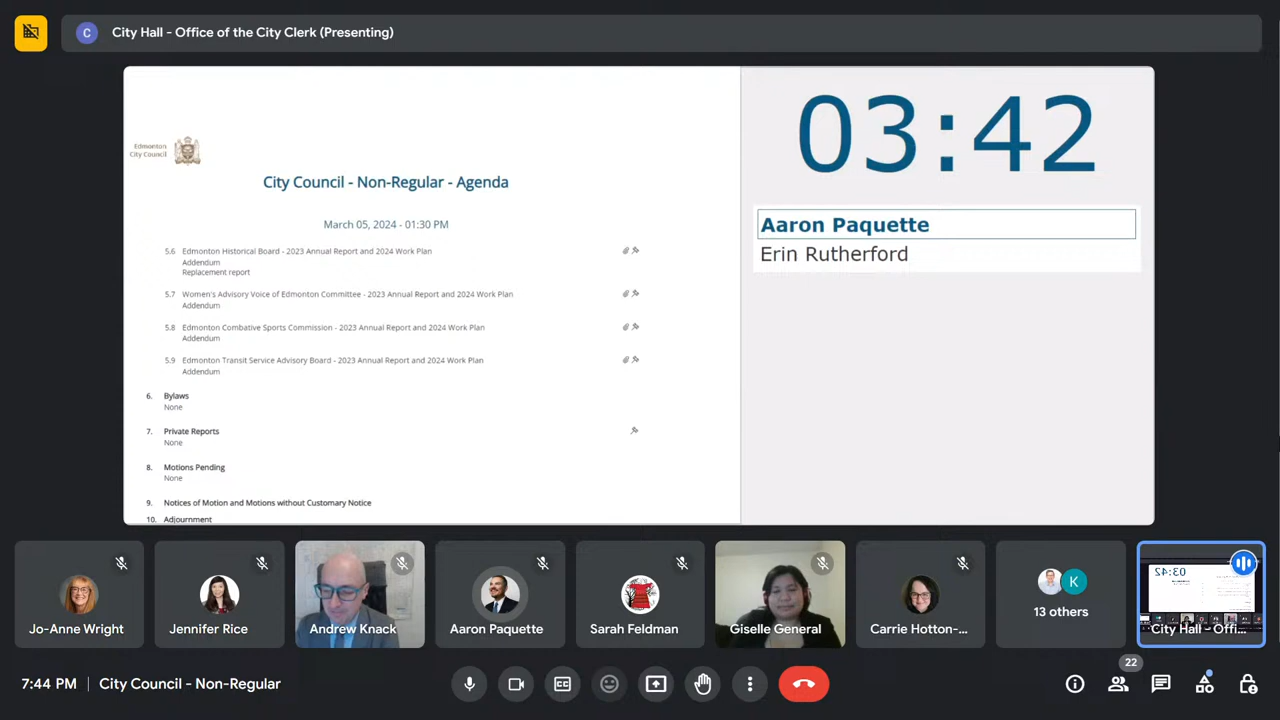 C City Hall - Office of the City Clerk (Presenting)
Edmonton
City Council
City Council - Non-Regular - Agenda
March 05, 2024 - 01:30 PM
5.6 Edmonton Historical Board - 2023 Annual Report and 2024 Work Plan
Addendum
Replacement report
5.7 Women's Advisory Voice of Edmonton Committee - 2023 Annual Report and 2024 Work Plan
Addendum
5.8 Edmonton Combative Sports Commission - 2023 Annual Report and 2024 Work Plan
Addendum
5.9 Edmonton Transit Service Advisory Board - 2023 Annual Report and 2024 Work Plan
Addendum
6. Bylaws
None
7. Private Reports
None
8. Motions Pending
None
9. Notices of Motion and Motions without Customary Notice
10. Adjournment
03:42
Aaron Paquette
Erin Rutherford
Jo-Anne Wright
Jennifer Rice
Andrew Knack
Aaron Paquette
Sarah Feldman
Giselle General
Carrie Hotton-...
K
13 others
03:42
City Hall - Offi...
7:44 PM | City Council - Non-Regular
22